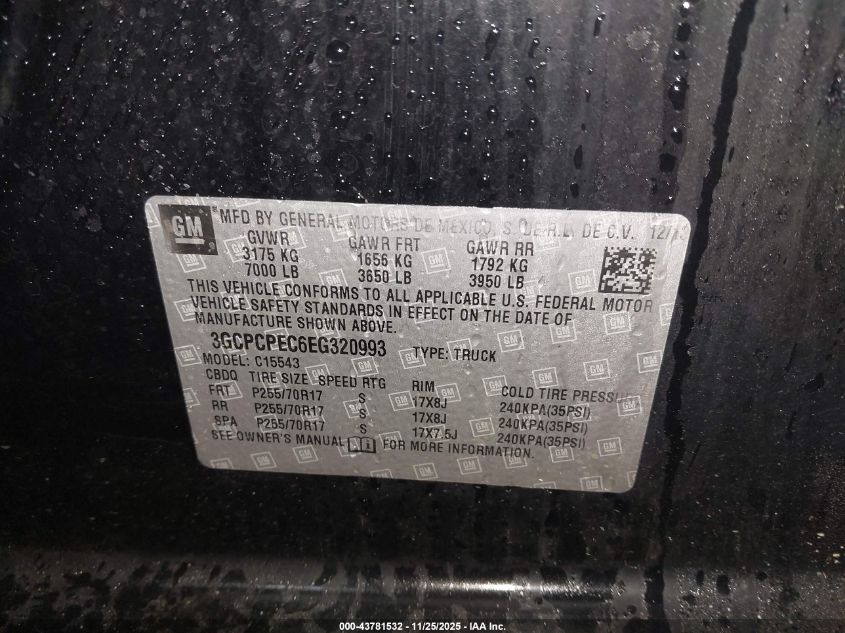 GM
MFD BY GENERAL MOTORS DE MEXICO, S. DE R.L. DE C.V. 12/13
GVWR GAWR FRT GAWR RR
3175 KG 1656 KG 1792 KG
7000 LB 3650 LB 3950 LB
THIS VEHICLE CONFORMS TO ALL APPLICABLE U.S. FEDERAL MOTOR
VEHICLE SAFETY STANDARDS IN EFFECT ON THE DATE OF
MANUFACTURE SHOWN ABOVE.
3GCPCPEC6EG320993 TYPE: TRUCK
MODEL: C15543
CBDQ TIRE SIZE SPEED RTG RIM COLD TIRE PRESSURE
FRT P255/70R17 S 17X8J 240KPA(35PSI)
RR P255/70R17 S 17X8J 240KPA(35PSI)
SPA P255/70R17 S 17X7.5J 240KPA(35PSI)
SEE OWNER'S MANUAL FOR MORE INFORMATION.
000-43781532 - 11/25/2025 - IAA Inc.